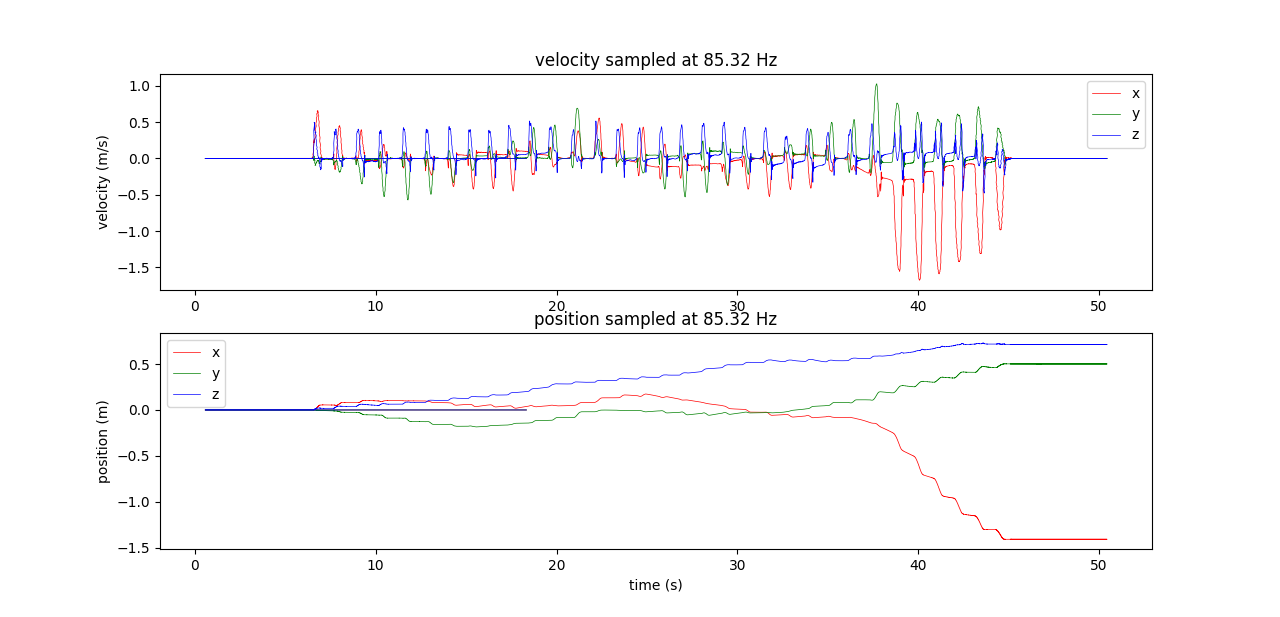 velocity sampled at 85.32 Hz
1.0
0.5
0.0
−0.5
−1.0
−1.5
velocity (m/s)
x
y
z
0 10 20 30 40 50
position sampled at 85.32 Hz
0.5
0.0
−0.5
−1.0
−1.5
position (m)
x
y
z
0 10 20 30 40 50
time (s)